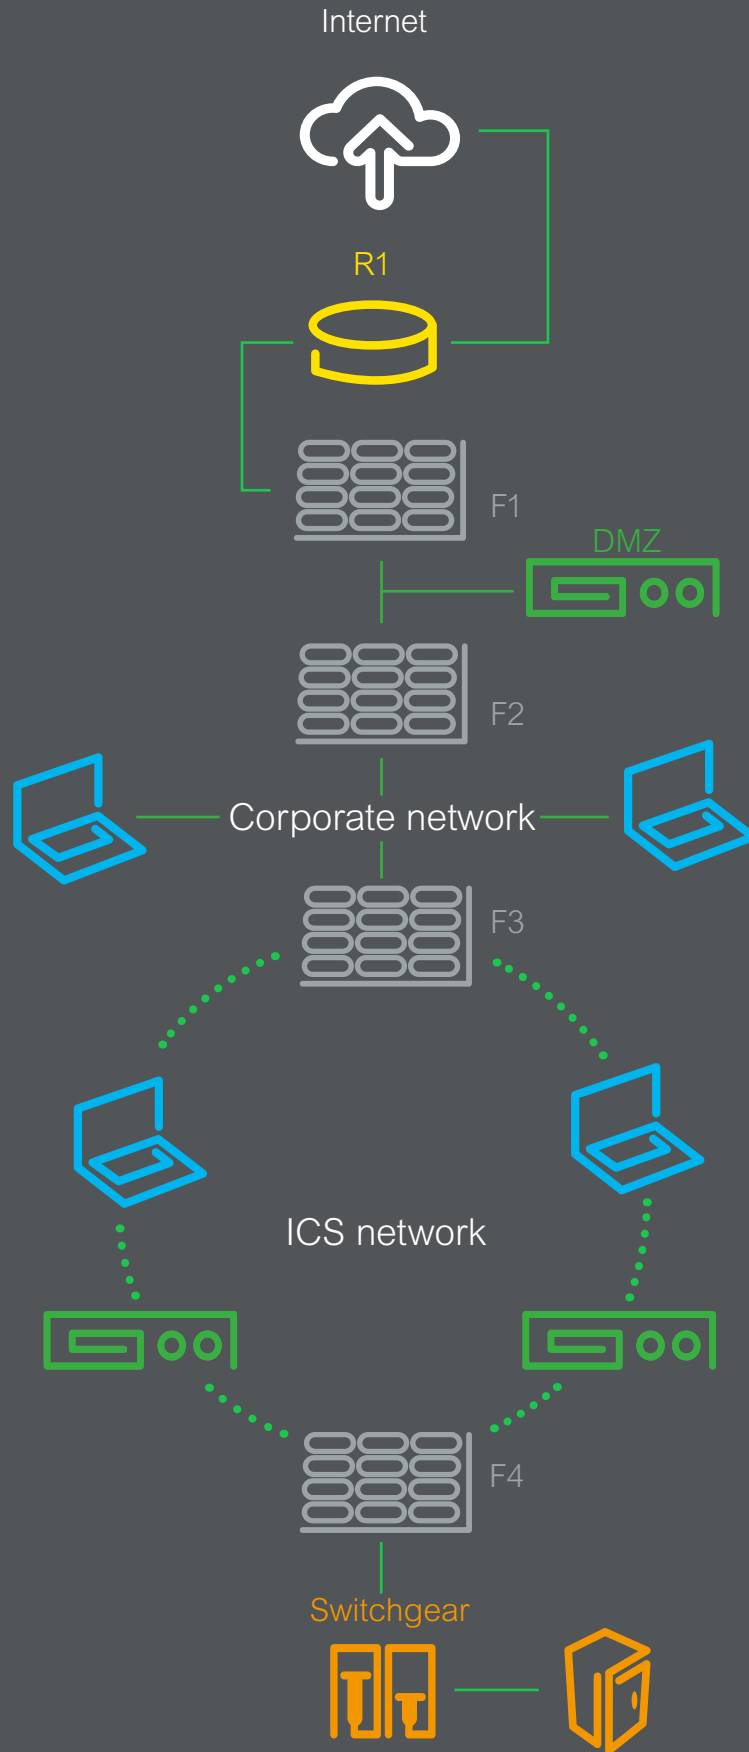 Internet
R1
F1
DMZ
F2
Corporate network
F3
ICS network
F4
Switchgear